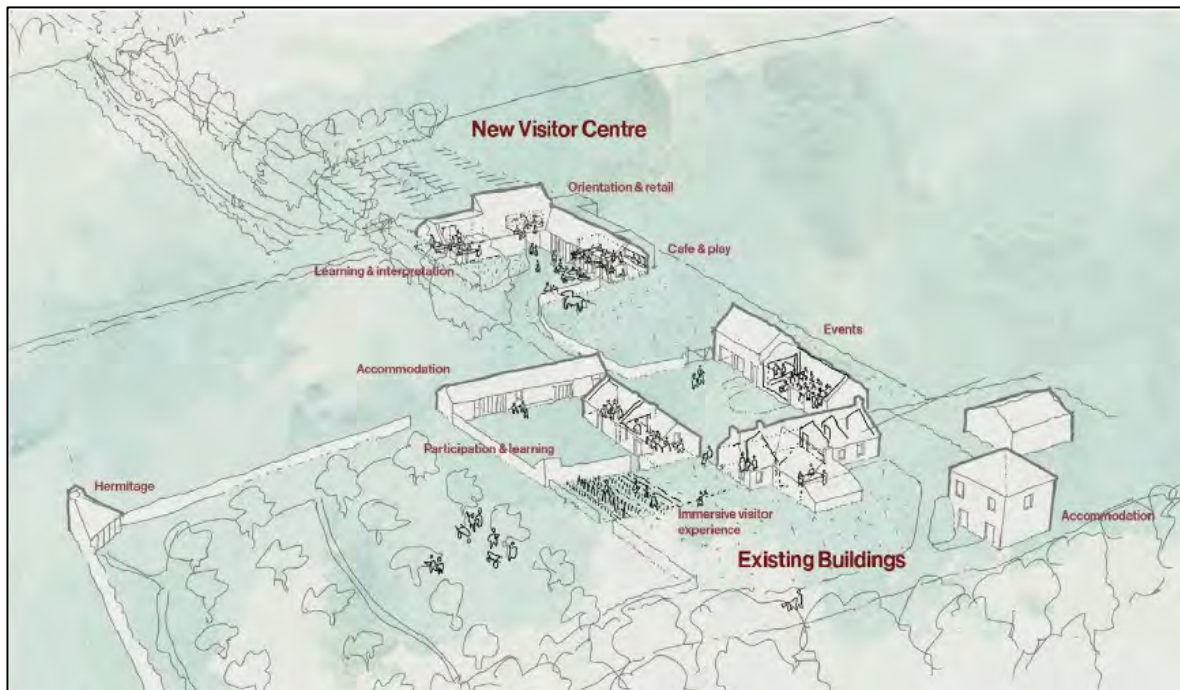 New Visitor Centre
Orientation & retail
Cafe & play
Learning & interpretation
Events
Accommodation
Participation & learning
Hermitage
Immersive visitor
experience
Accommodation
Existing Buildings